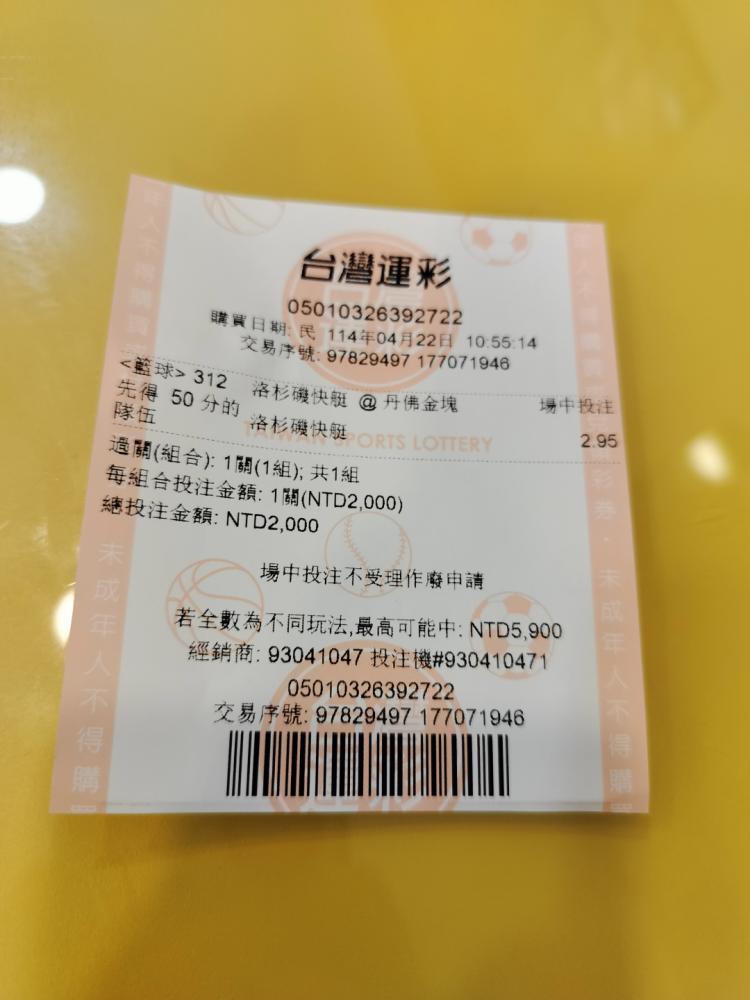 台灣運彩
05010326392722
購買日期: 民 114年04月22日 10:55:14
交易序號: 97829497 177071946
<籃球> 312 洛杉磯快艇 @ 丹佛金塊 場中投注
先得 50 分的 洛杉磯快艇 2.95
隊伍
TAIWAN SPORTS LOTTERY
過關(組合): 1關(1組); 共1組
每組合投注金額: 1關(NTD2,000)
總投注金額: NTD2,000
場中投注不受理作廢申請
若全數為不同玩法,最高可能中: NTD5,900
經銷商: 93041047 投注機#930410471
05010326392722
交易序號: 97829497 177071946
年人不得購買
未成年人不得購買
彩券・未成年人不得購